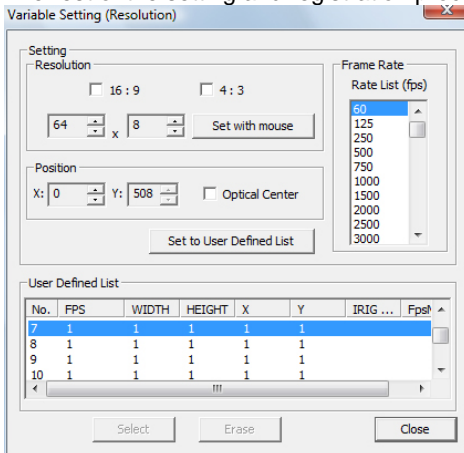 Variable Setting (Resolution)
Setting
Resolution
16 : 9
4 : 3
64 x 8 Set with mouse
Position
X: 0 Y: 508 Optical Center
Set to User Defined List
Frame Rate
Rate List (fps)
60
125
250
500
750
1000
1500
2000
2500
3000
User Defined List
No. FPS WIDTH HEIGHT X Y IRIG ... Fps
7 1 1 1 1 1
8 1 1 1 1 1
9 1 1 1 1 1
10 1 1 1 1 1
Select Erase Close